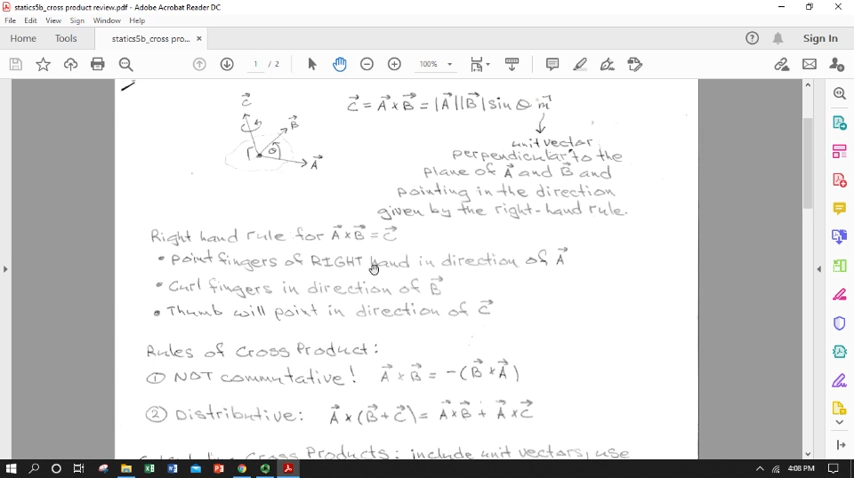 statics5b_cross product review.pdf - Adobe Acrobat Reader DC
File Edit View Sign Window Help
Home Tools statics5b_cross pro... × Sign In
1 / 2 100%
C⃗ = A⃗ × B⃗ = |A⃗||B⃗| sin θ m⃗
C⃗
B⃗
θ
A⃗
unit vector
perpendicular to the
plane of A⃗ and B⃗ and
pointing in the direction
given by the right-hand rule.
Right hand rule for A⃗ × B⃗ = C⃗
• Point fingers of RIGHT hand in direction of A⃗
• Curl fingers in direction of B⃗
• Thumb will point in direction of C⃗
Rules of Cross Product:
① NOT commutative! A⃗ × B⃗ = -(B⃗ × A⃗)
② Distributive: A⃗ × (B⃗ + C⃗) = A⃗ × B⃗ + A⃗ × C⃗
Calculating Cross Products: include unit vectors, use
4:08 PM